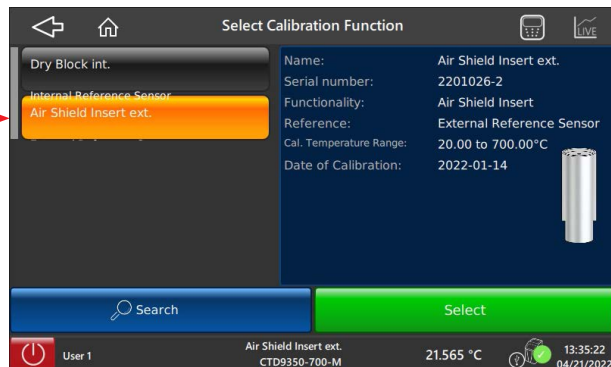 Select Calibration Function
LIVE
Dry Block int.
Internal Reference Sensor
Air Shield Insert ext.
Name: Air Shield Insert ext.
Serial number: 2201026-2
Functionality: Air Shield Insert
Reference: External Reference Sensor
Cal. Temperature Range: 20.00 to 700.00°C
Date of Calibration: 2022-01-14
Search
Select
User 1
Air Shield Insert ext.
CTD9350-700-M
21.565 °C
13:35:22
04/21/2022